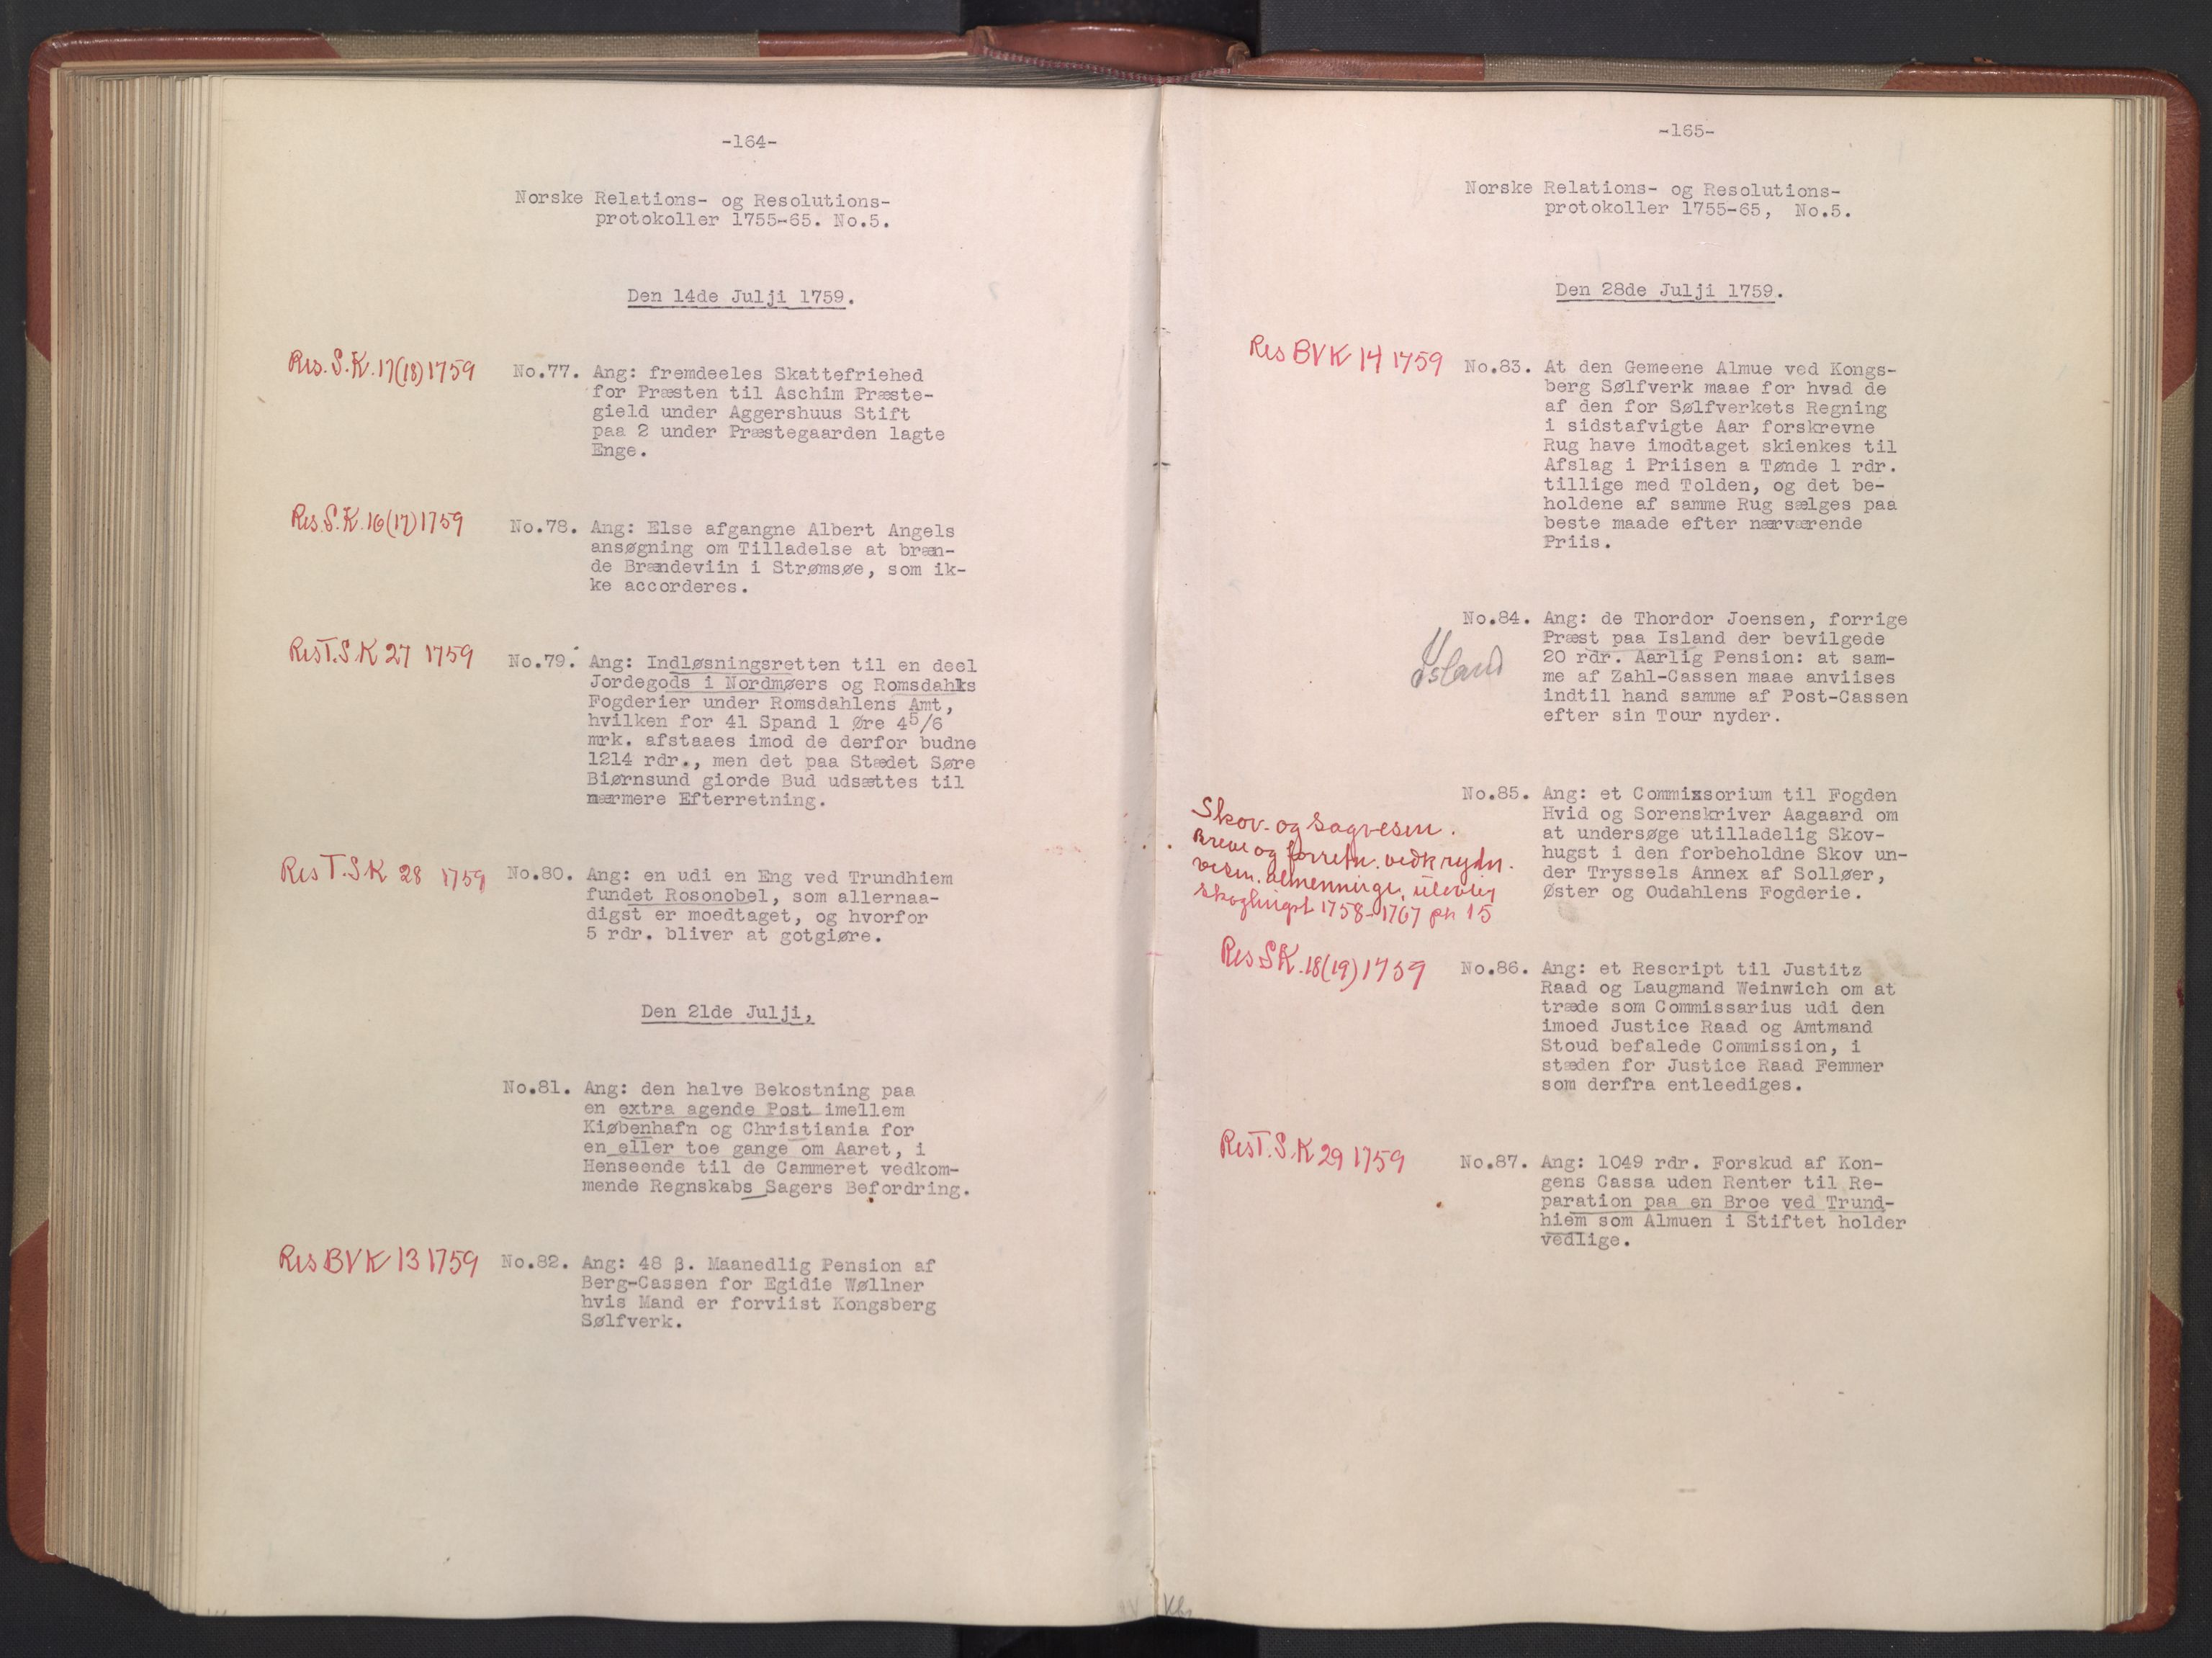 -164-
Norske Relations- og Resolutions-
protokoller 1755-65. No.5.
Den 14de Julji 1759.
Res. S.K. 17(18) 1759
No.77. Ang: fremdeeles Skattefriehed
for Præsten til Aschim Præste-
gield under Aggershuus Stift
paa 2 under Præstegaarden lagte
Enge.
Res. S.K. 16(17) 1759
No.78. Ang: Else afgangne Albert Angels
ansøgning om Tilladelse at bræn-
de Brændeviin i Strømsøe, som ik-
ke accorderes.
Res T.S.K 27 1759
No.79. Ang: Indløsningsretten til en deel
Jordegods i Nordmøers og Romsdahls
Fogderier under Romsdahlens Amt,
hvilken for 41 Spand 1 Øre 4 5/6
mrk. afstaaes imod de derfor budne
1214 rdr., men det paa Stædet Søre
Biørnsund giorde Bud udsættes til
nærmere Efterretning.
Res T.S.K 28 1759
No.80. Ang: en udi en Eng ved Trundhiem
fundet Rosonobel, som allernaa-
digst er moedtaget, og hvorfor
5 rdr. bliver at gotgiøre.
Den 21de Julji,
No.81. Ang: den halve Bekostning paa
en extra agende Post imellem
Kiøbenhafn og Christiania for
en eller toe gange om Aaret, i
Henseende til de Cammeret vedkom-
mende Regnskabs Sagers Befordring.
Res BVK 13 1759
No.82. Ang: 48 β. Maanedlig Pension af
Berg-Cassen for Egidie Wøllner
hvis Mand er forviist Kongsberg
Sølfverk.
-165-
Norske Relations- og Resolutions-
protokoller 1755-65, No.5.
Den 28de Julji 1759.
Res BVK 14 1759
No.83. At den Gemeene Almue ved Kongs-
berg Sølfverk maae for hvad de
af den for Sølfverkets Regning
i sidstafvigte Aar forskrevne
Rug have imodtaget skienkes til
Afslag i Priisen a Tønde 1 rdr.
tillige med Tolden, og det be-
holdene af samme Rug sælges paa
beste maade efter nærværende
Priis.
Island
No.84. Ang: de Thordor Joensen, forrige
Præst paa Island der bevilgede
20 rdr. Aarlig Pension: at sam-
me af Zahl-Cassen maae anviises
indtil hand samme af Post-Cassen
efter sin Tour nyder.
Skov- og sagvesen.
Breve og forretn. vedk rydn.
vesen. almenninge, ulovlig
skoghugst 1758-1767 pk 15
No.85. Ang: et Commissorium til Fogden
Hvid og Sorenskriver Aagaard om
at undersøge utilladelig Skov-
hugst i den forbeholdne Skov un-
der Tryssels Annex af Solløer,
Øster og Oudahlens Fogderie.
Res SK. 18(19) 1759
No.86. Ang: et Rescript til Justitz
Raad og Laugmand Weinwich om at
træde som Commissarius udi den
imoed Justice Raad og Amtmand
Stoud befalede Commission, i
stæden for Justice Raad Femmer
som derfra entleediges.
Res T.S.K 29 1759
No.87. Ang: 1049 rdr. Forskud af Kon-
gens Cassa uden Renter til Re-
paration paa en Broe ved Trund-
hiem som Almuen i Stiftet holder
vedlige.